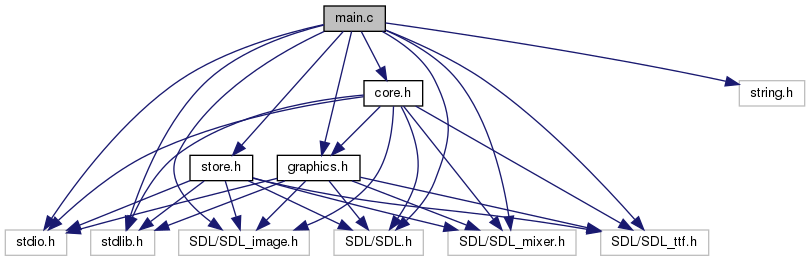 main.c
core.h
string.h
store.h
graphics.h
stdio.h
stdlib.h
SDL/SDL_image.h
SDL/SDL.h
SDL/SDL_mixer.h
SDL/SDL_ttf.h